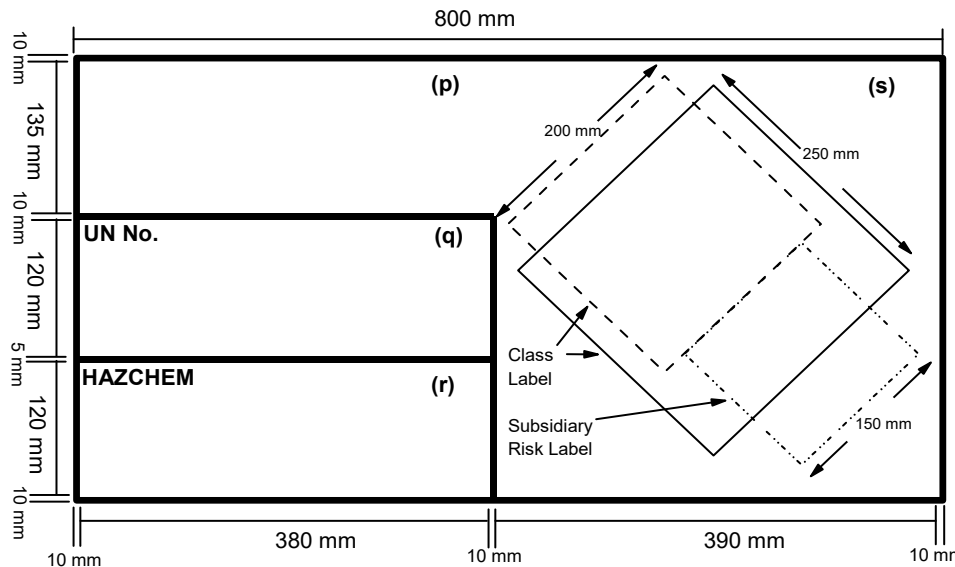 800 mm
10 mm
(p)
(s)
135 mm
200 mm
250 mm
10 mm
UN No.
(q)
120 mm
5 mm
Class
Label
HAZCHEM
(r)
120 mm
Subsidiary
Risk Label
150 mm
10 mm
380 mm
390 mm
10 mm
10 mm
10 mm